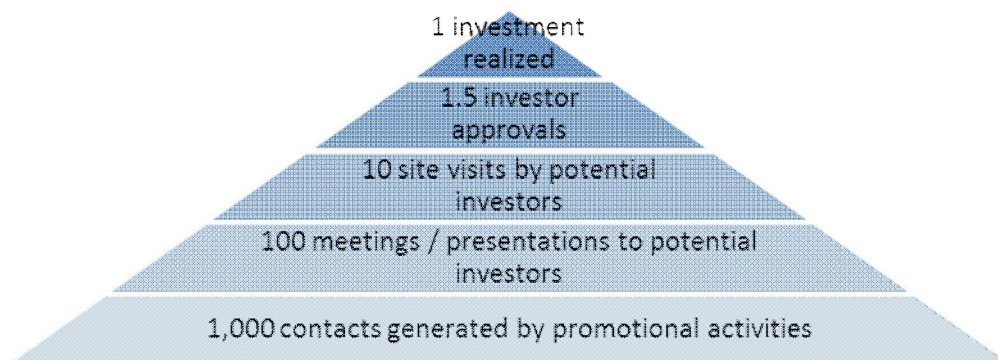 1 investment
realized
1.5 investor
approvals
10 site visits by potential
investors
100 meetings / presentations to potential
investors
1,000 contacts generated by promotional activities